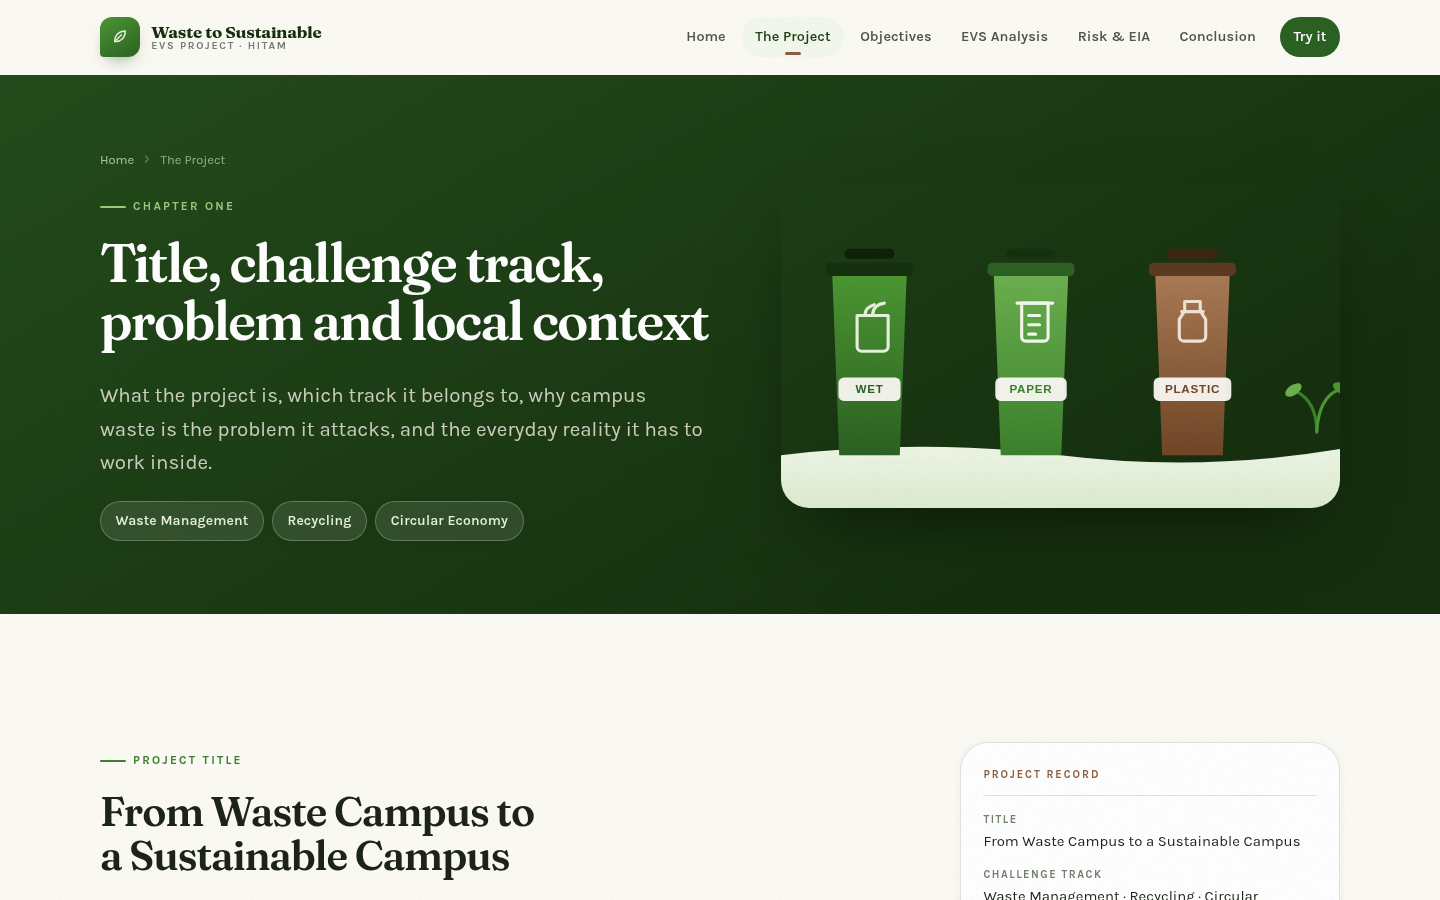 Waste to Sustainable
EVS PROJECT · HITAM
Home
The Project
Objectives
EVS Analysis
Risk & EIA
Conclusion
Try it
Home
The Project
CHAPTER ONE
Title, challenge track,
problem and local context
What the project is, which track it belongs to, why campus
waste is the problem it attacks, and the everyday reality it has to
work inside.
Waste Management
Recycling
Circular Economy
WET
PAPER
PLASTIC
PROJECT TITLE
From Waste Campus to
a Sustainable Campus
PROJECT RECORD
TITLE
From Waste Campus to a Sustainable Campus
CHALLENGE TRACK
Waste Management · Recycling · Circular